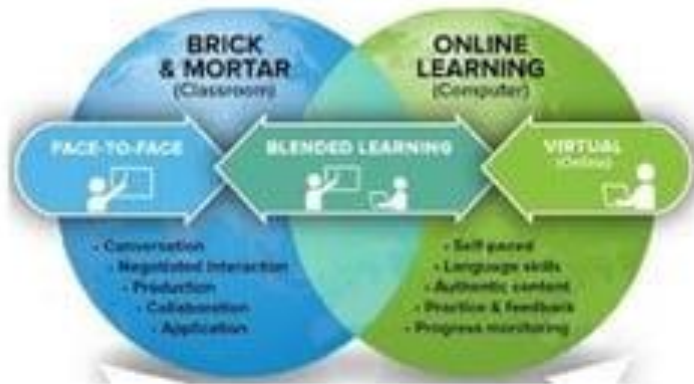 BRICK
& MORTAR
(Classroom)
ONLINE
LEARNING
(Computer)
FACE-TO-FACE
BLENDED LEARNING
VIRTUAL
(Online)
• Conversation
• Negotiated interaction
• Production
• Collaboration
• Application
• Self-paced
• Language skills
• Authentic content
• Practice & feedback
• Progress monitoring